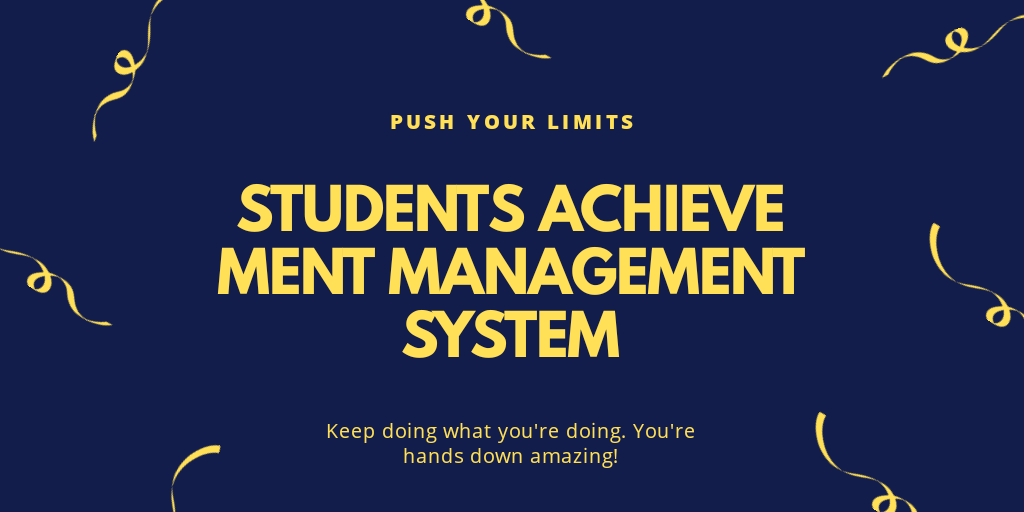 PUSH YOUR LIMITS
STUDENTS ACHIEVE
MENT MANAGEMENT
SYSTEM
Keep doing what you're doing. You're
hands down amazing!